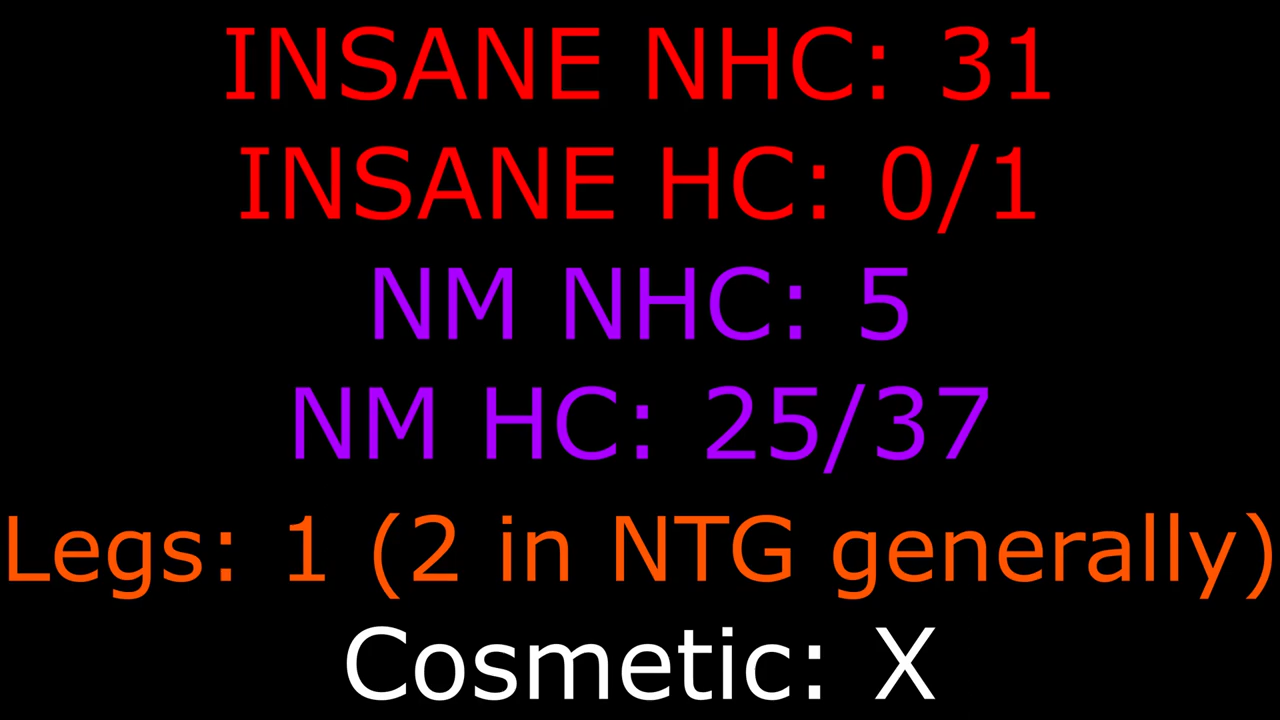 INSANE NHC: 31
INSANE HC: 0/1
NM NHC: 5
NM HC: 25/37
Legs: 1 (2 in NTG generally)
Cosmetic: X